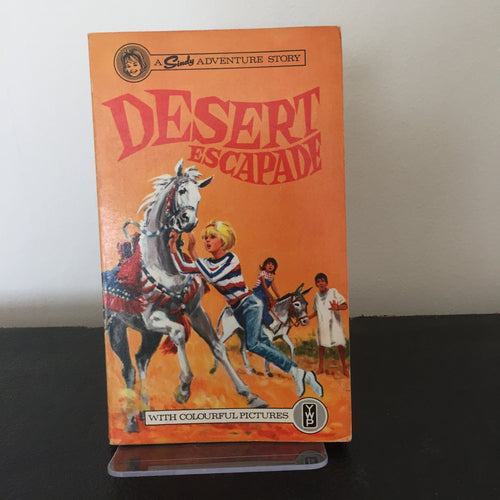 A Sindy ADVENTURE STORY
DESERT
ESCAPADE
WITH COLOURFUL PICTURES